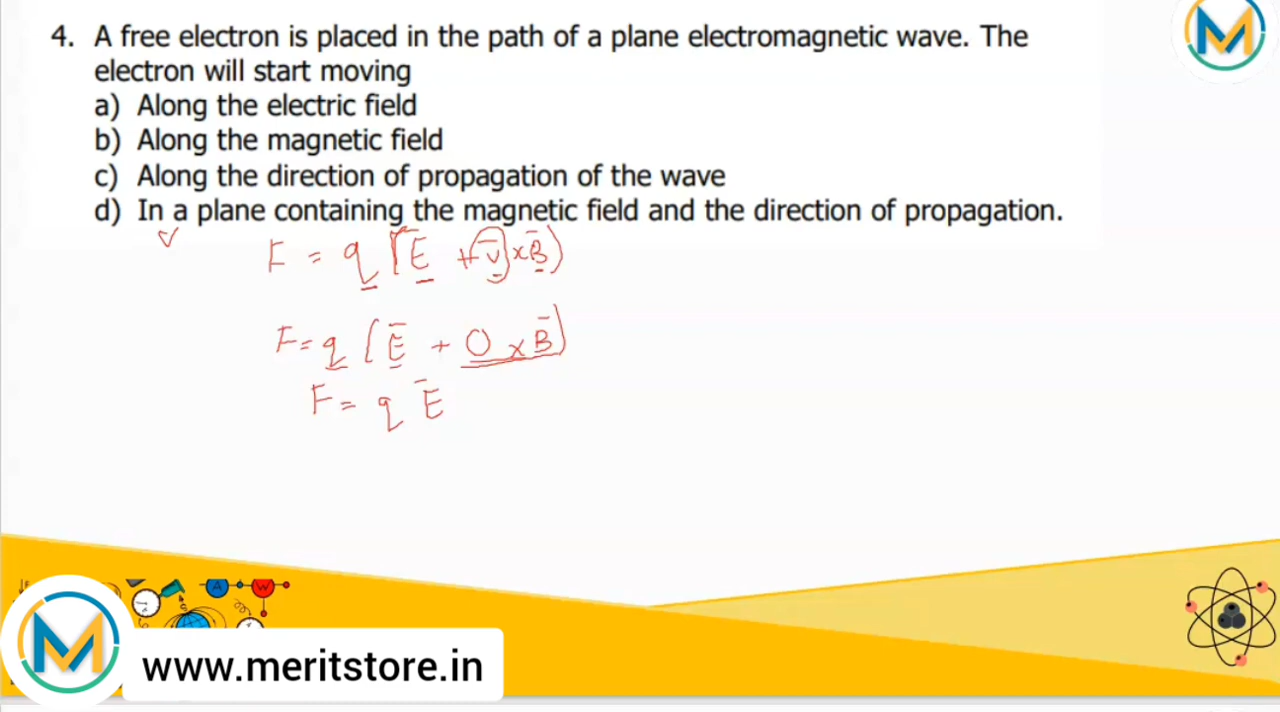 4. A free electron is placed in the path of a plane electromagnetic wave. The
electron will start moving
a) Along the electric field
b) Along the magnetic field
c) Along the direction of propagation of the wave
d) In a plane containing the magnetic field and the direction of propagation.
F = q [E̅ + v̅ × B̅)
F = q [E̅ + 0 × B̅)
F = q E̅
A W
www.meritstore.in